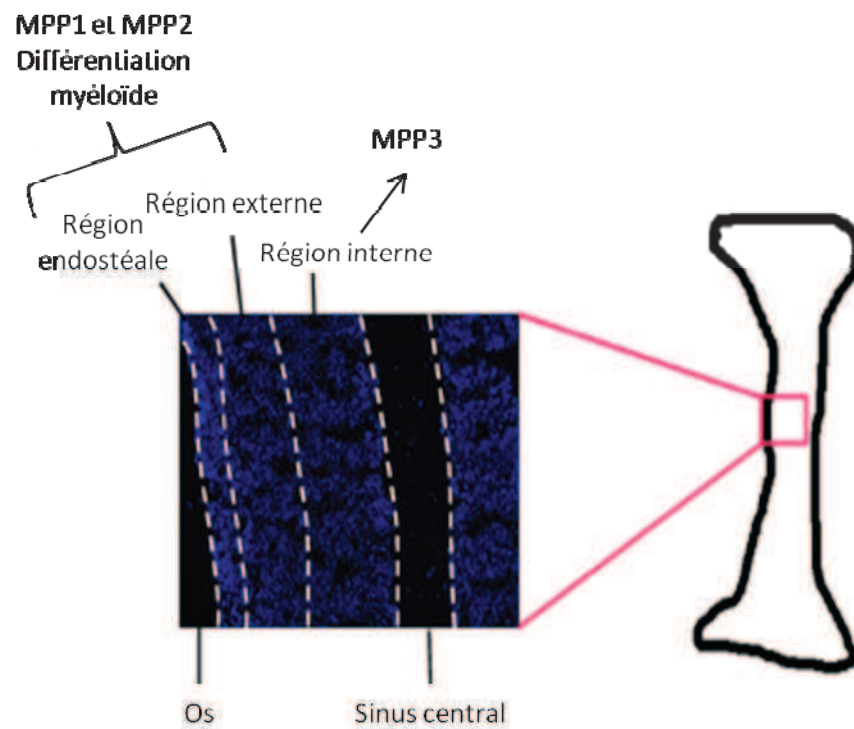 MPP1 et MPP2
Différentiation
myéloïde
MPP3
Région externe
Région
endostéale
Région interne
Os
Sinus central